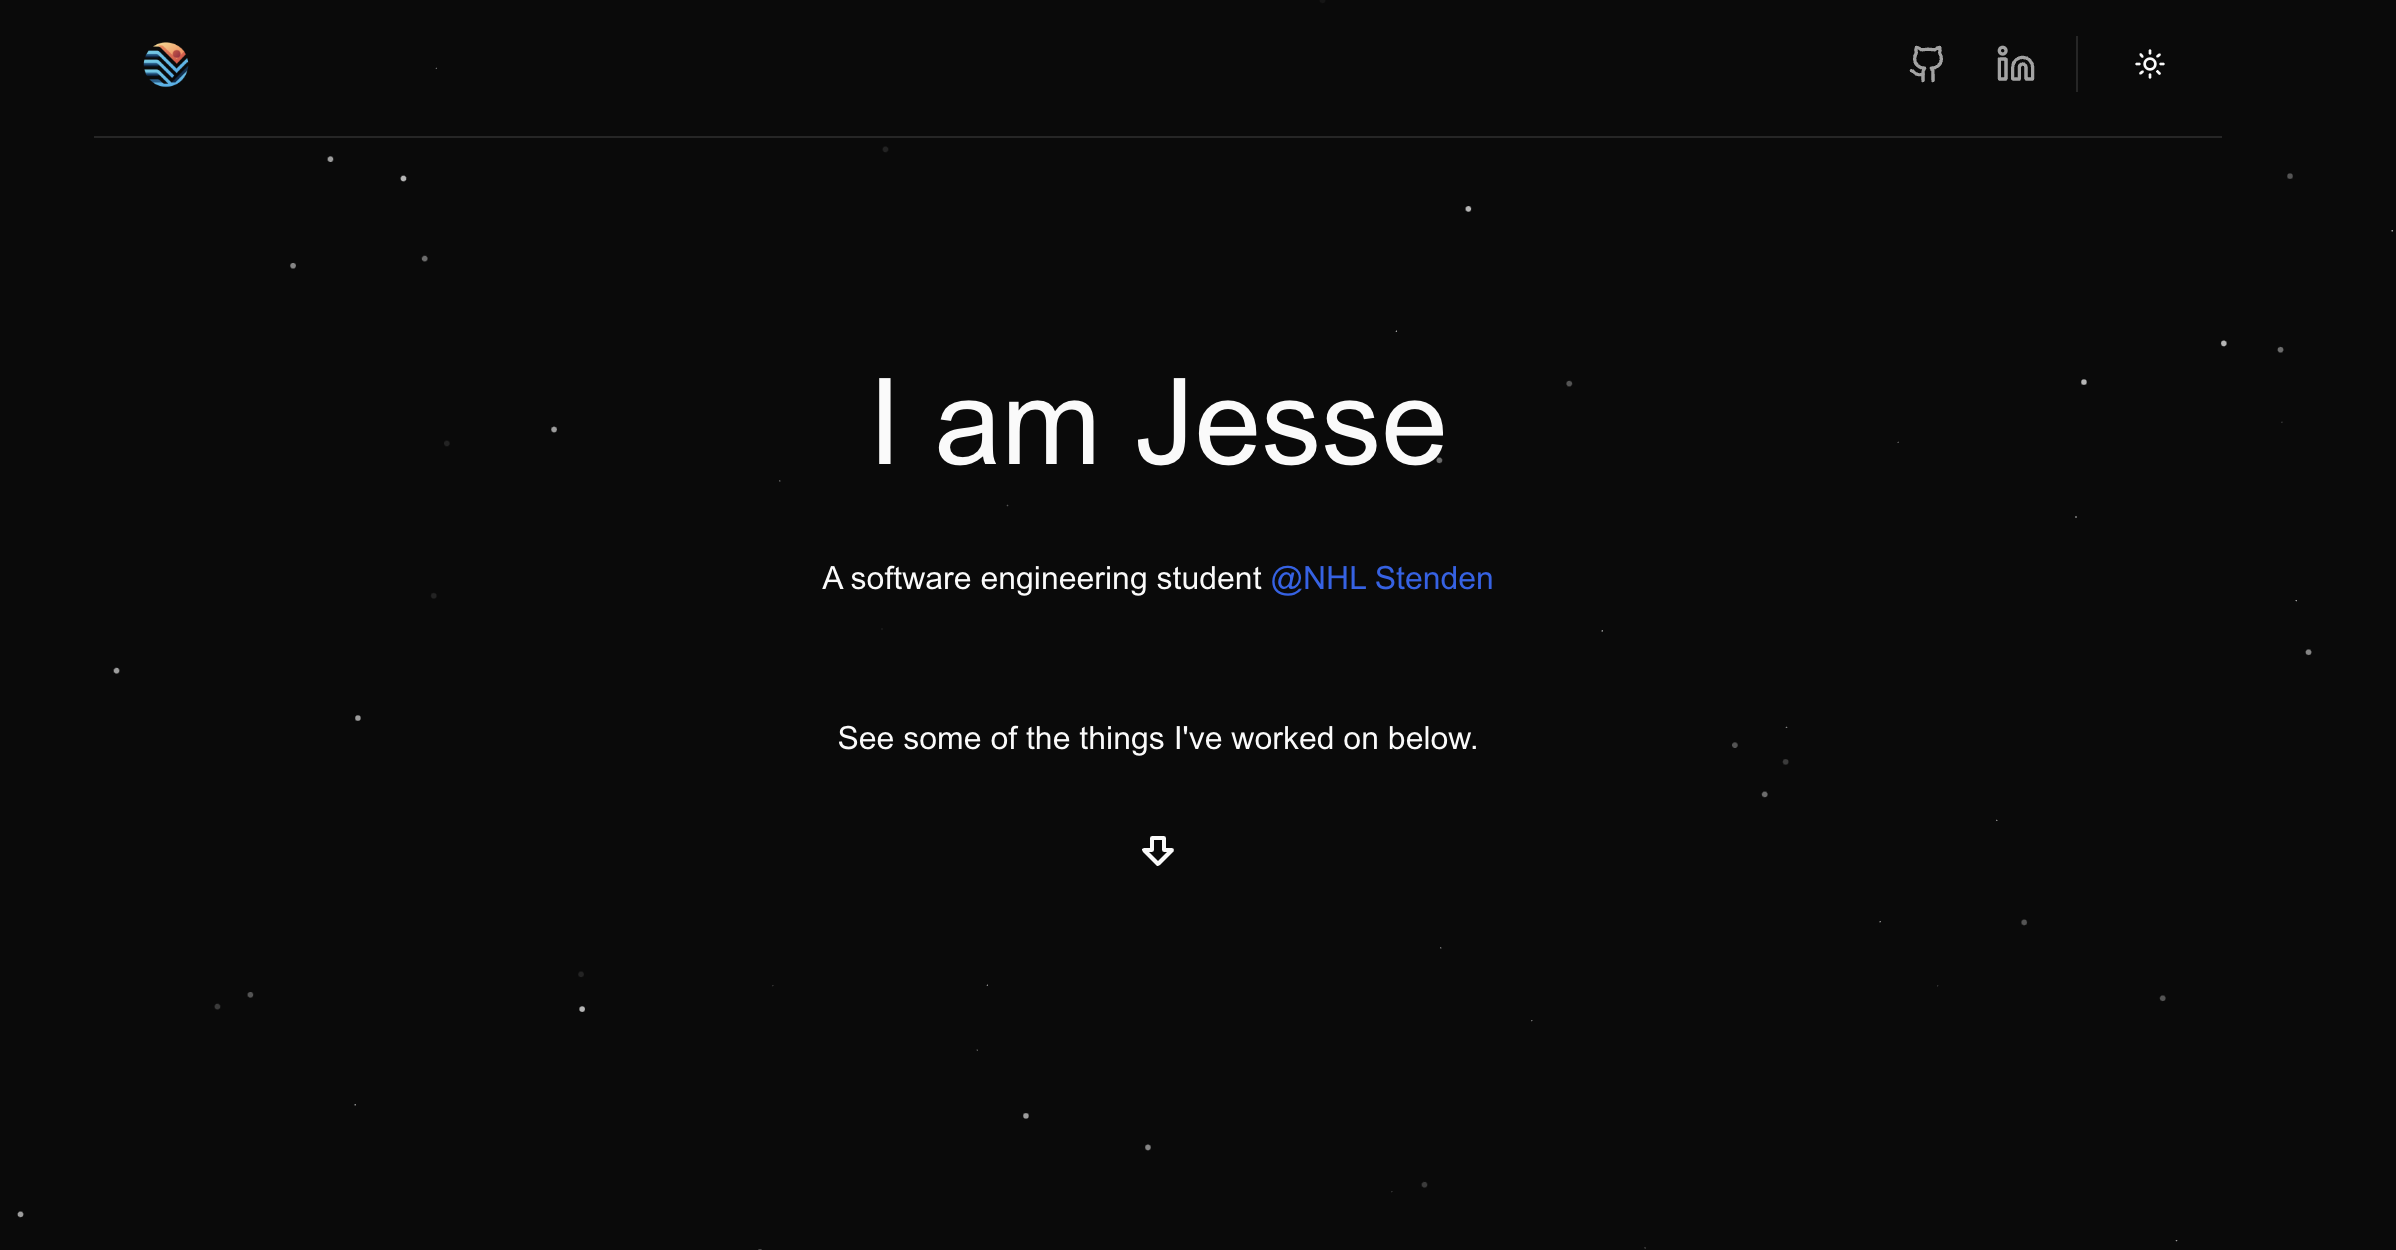 I am Jesse
A software engineering student @NHL Stenden
See some of the things I've worked on below.